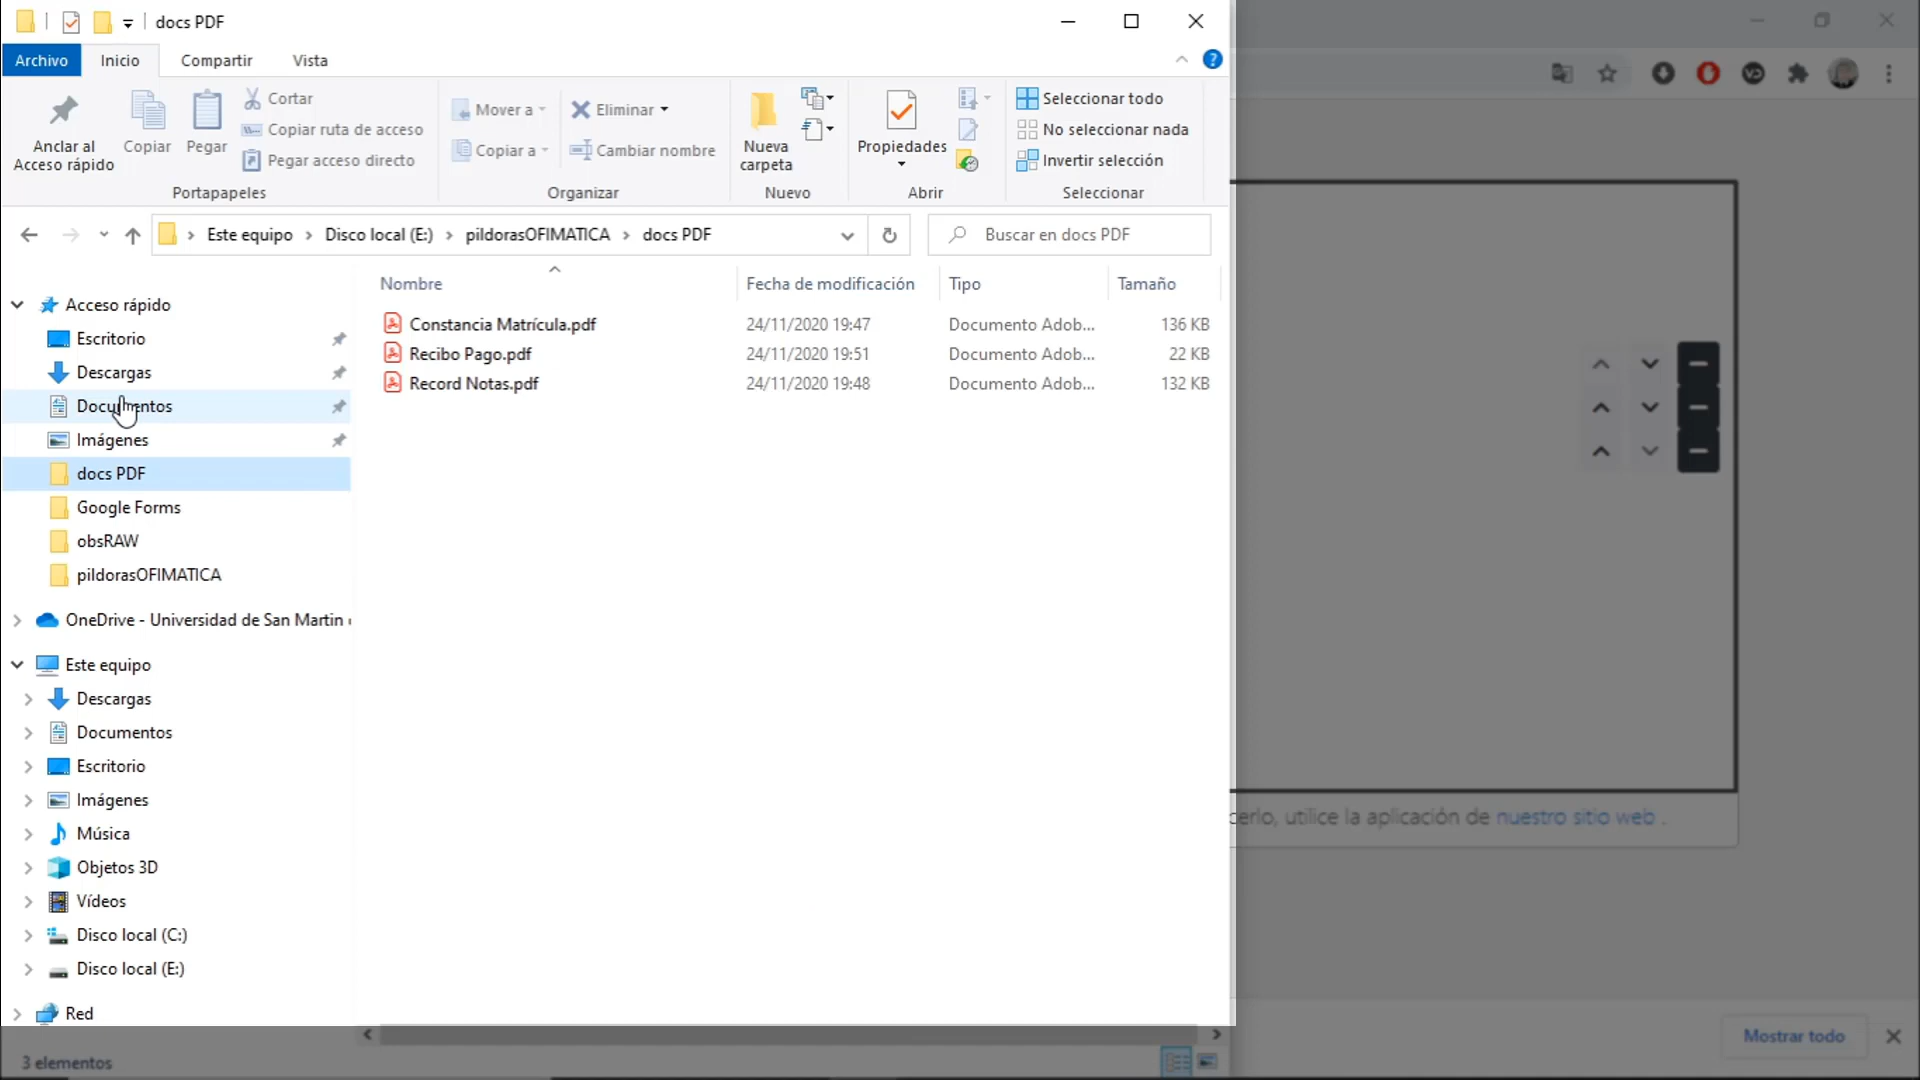 docs PDF
Archivo Inicio Compartir Vista
Anclar al
Acceso rápido
Copiar
Pegar
Cortar
Copiar ruta de acceso
Pegar acceso directo
Portapapeles
Mover a
Copiar a
Eliminar
Cambiar nombre
Organizar
Nueva
carpeta
Nuevo
Propiedades
Abrir
Seleccionar todo
No seleccionar nada
Invertir selección
Seleccionar
Este equipo > Disco local (E:) > pildorasOFIMATICA > docs PDF
Buscar en docs PDF
Nombre Fecha de modificación Tipo Tamaño
Constancia Matrícula.pdf 24/11/2020 19:47 Documento Adob... 136 KB
Recibo Pago.pdf 24/11/2020 19:51 Documento Adob... 22 KB
Record Notas.pdf 24/11/2020 19:48 Documento Adob... 132 KB
Acceso rápido
Escritorio
Descargas
Documentos
Imágenes
docs PDF
Google Forms
obsRAW
pildorasOFIMATICA
OneDrive - Universidad de San Martin
Este equipo
Descargas
Documentos
Escritorio
Imágenes
Música
Objetos 3D
Vídeos
Disco local (C:)
Disco local (E:)
Red
3 elementos
cerlo, utilice la aplicación de nuestro sitio web .
Mostrar todo